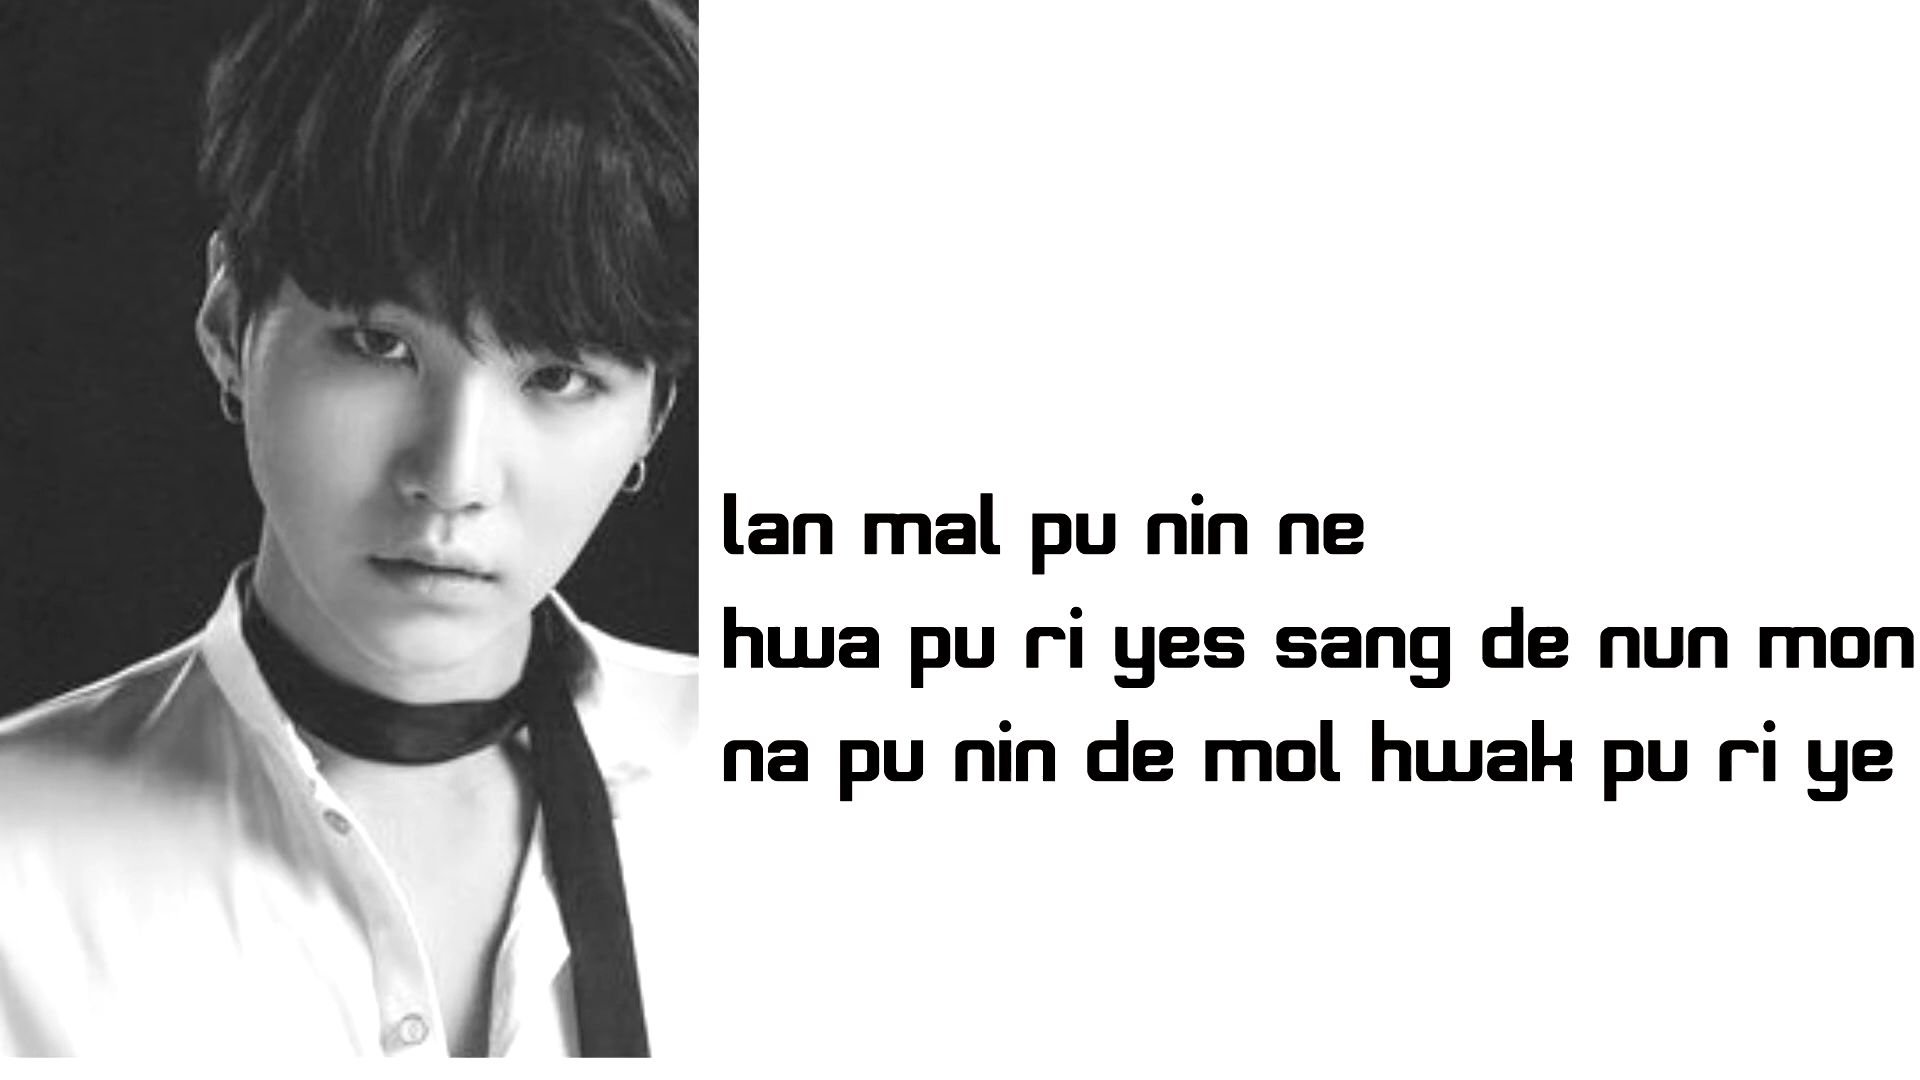 lan mal pu nin ne
hwa pu ri yes sang de nun mon
na pu nin de mol hwak pu ri ye